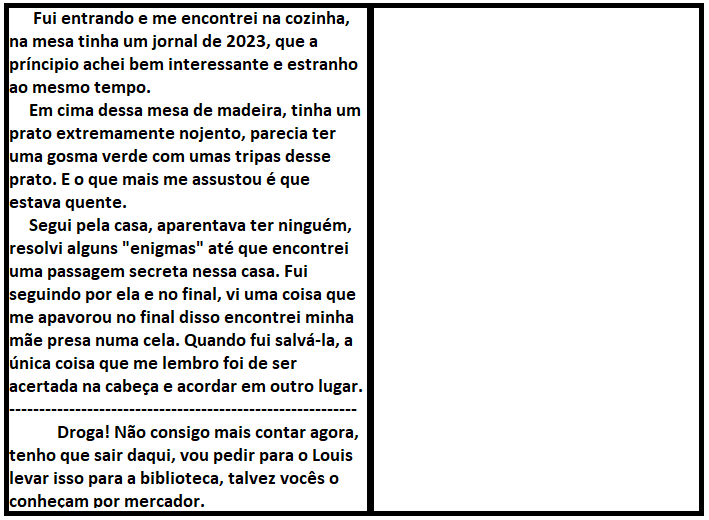 Fui entrando e me encontrei na cozinha,
na mesa tinha um jornal de 2023, que a
príncipio achei bem interessante e estranho
ao mesmo tempo.
Em cima dessa mesa de madeira, tinha um
prato extremamente nojento, parecia ter
uma gosma verde com umas tripas desse
prato. E o que mais me assustou é que
estava quente.
Segui pela casa, aparentava ter ninguém,
resolvi alguns "enigmas" até que encontrei
uma passagem secreta nessa casa. Fui
seguindo por ela e no final, vi uma coisa que
me apavorou no final disso encontrei minha
mãe presa numa cela. Quando fui salvá-la, a
única coisa que me lembro foi de ser
acertada na cabeça e acordar em outro lugar.
----------------------------------------------------------
Droga! Não consigo mais contar agora,
tenho que sair daqui, vou pedir para o Louis
levar isso para a biblioteca, talvez vocês o
conheçam por mercador.